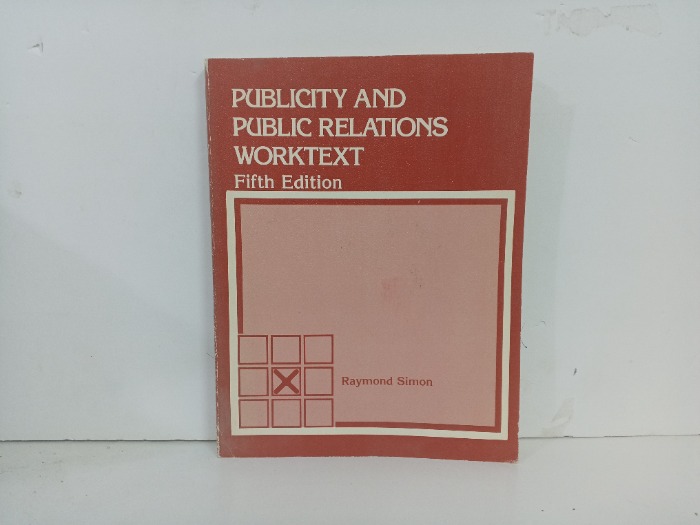 PUBLICITY AND
PUBLIC RELATIONS
WORKTEXT
Fifth Edition
Raymond Simon